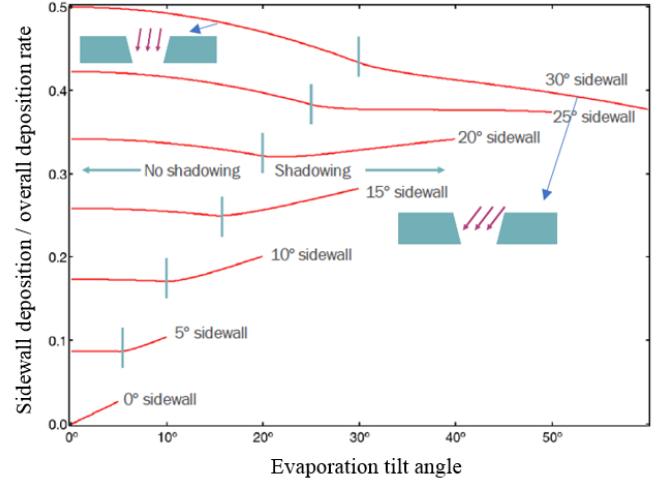 Sidewall deposition / overall deposition rate
0.5
0.4
0.3
0.2
0.1
0
30° sidewall
25° sidewall
20° sidewall
No shadowing
Shadowing
15° sidewall
10° sidewall
5° sidewall
0° sidewall
0° 10° 20° 30° 40° 50°
Evaporation tilt angle